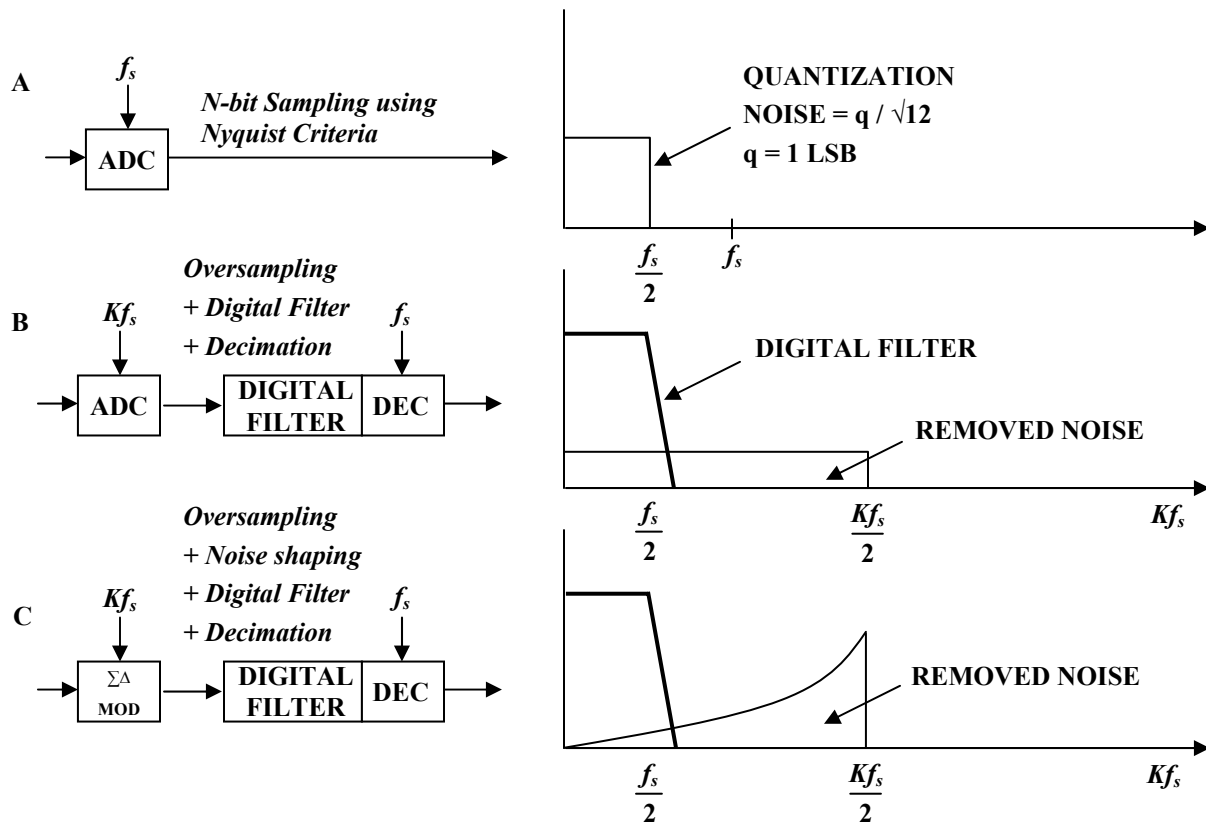 A
f_s
N-bit Sampling using
Nyquist Criteria
ADC
QUANTIZATION
NOISE = q / √12
q = 1 LSB
f_s
2
f_s
B
Kf_s
Oversampling
+ Digital Filter
+ Decimation
f_s
ADC
DIGITAL
FILTER
DEC
DIGITAL FILTER
REMOVED NOISE
f_s
2
Kf_s
2
Kf_s
C
Kf_s
Oversampling
+ Noise shaping
+ Digital Filter
+ Decimation
f_s
ΣΔ
MOD
DIGITAL
FILTER
DEC
REMOVED NOISE
f_s
2
Kf_s
2
Kf_s